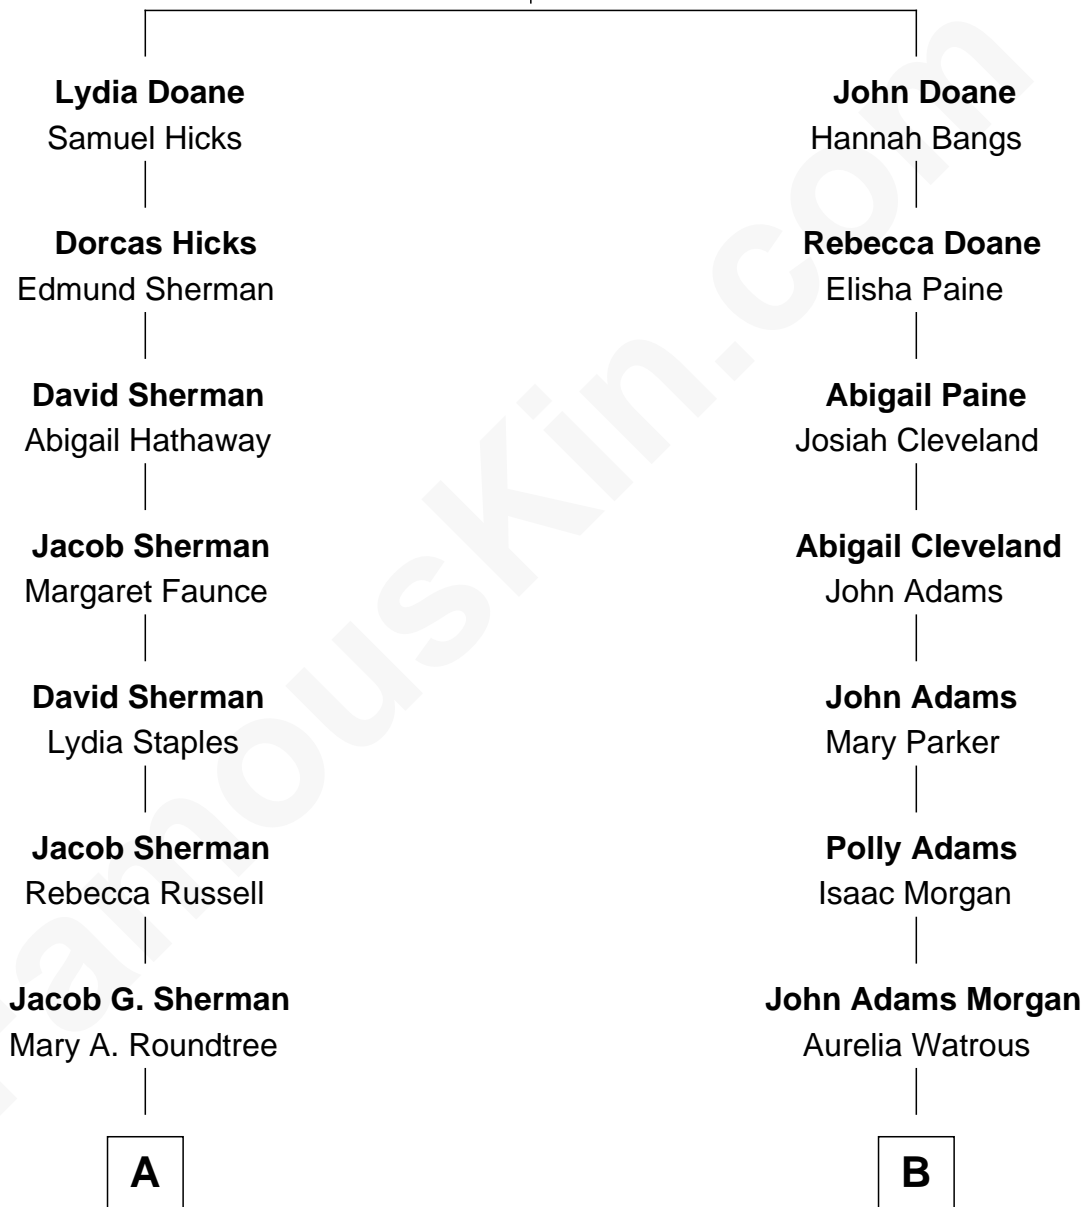 Lydia Doane
Samuel Hicks
Dorcas Hicks
Edmund Sherman
David Sherman
Abigail Hathaway
Jacob Sherman
Margaret Faunce
David Sherman
Lydia Staples
Jacob Sherman
Rebecca Russell
Jacob G. Sherman
Mary A. Roundtree
A
John Doane
Hannah Bangs
Rebecca Doane
Elisha Paine
Abigail Paine
Josiah Cleveland
Abigail Cleveland
John Adams
John Adams
Mary Parker
Polly Adams
Isaac Morgan
John Adams Morgan
Aurelia Watrous
B
FamousKin.com